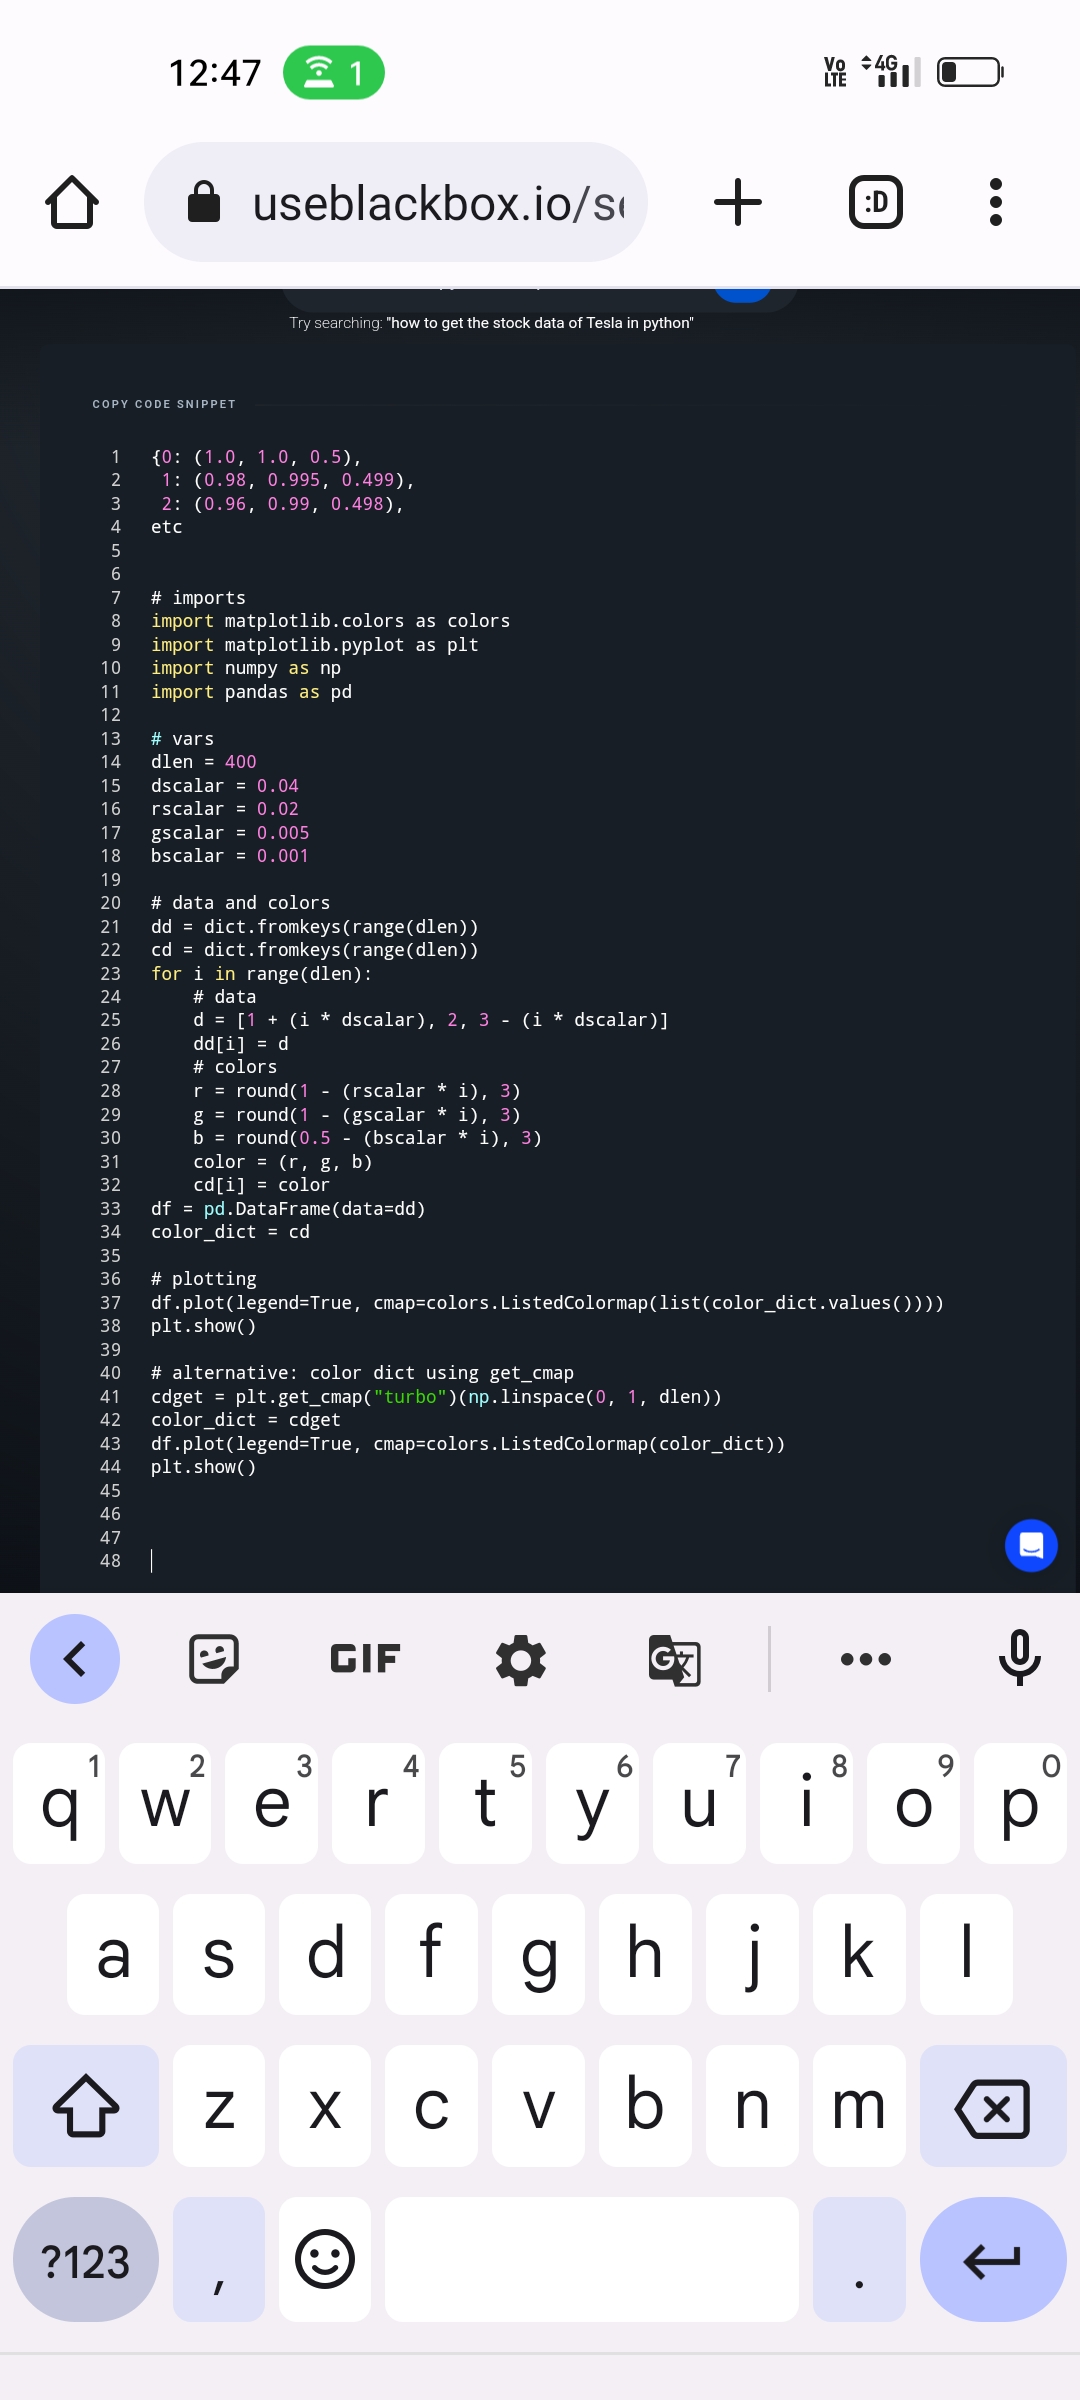 12:47
1
Vo
LTE
4G
useblackbox.io/se
:D
Try searching: "how to get the stock data of Tesla in python"
COPY CODE SNIPPET
1 {0: (1.0, 1.0, 0.5),
2  1: (0.98, 0.995, 0.499),
3  2: (0.96, 0.99, 0.498),
4 etc
5
6
7 # imports
8 import matplotlib.colors as colors
9 import matplotlib.pyplot as plt
10 import numpy as np
11 import pandas as pd
12
13 # vars
14 dlen = 400
15 dscalar = 0.04
16 rscalar = 0.02
17 gscalar = 0.005
18 bscalar = 0.001
19
20 # data and colors
21 dd = dict.fromkeys(range(dlen))
22 cd = dict.fromkeys(range(dlen))
23 for i in range(dlen):
24     # data
25     d = [1 + (i * dscalar), 2, 3 - (i * dscalar)]
26     dd[i] = d
27     # colors
28     r = round(1 - (rscalar * i), 3)
29     g = round(1 - (gscalar * i), 3)
30     b = round(0.5 - (bscalar * i), 3)
31     color = (r, g, b)
32     cd[i] = color
33 df = pd.DataFrame(data=dd)
34 color_dict = cd
35
36 # plotting
37 df.plot(legend=True, cmap=colors.ListedColormap(list(color_dict.values())))
38 plt.show()
39
40 # alternative: color dict using get_cmap
41 cdget = plt.get_cmap("turbo")(np.linspace(0, 1, dlen))
42 color_dict = cdget
43 df.plot(legend=True, cmap=colors.ListedColormap(color_dict))
44 plt.show()
45
46
47
48
GIF
G文
1 2 3 4 5 6 7 8 9 0
q w e r t y u i o p
a s d f g h j k l
z x c v b n m
?123 , .